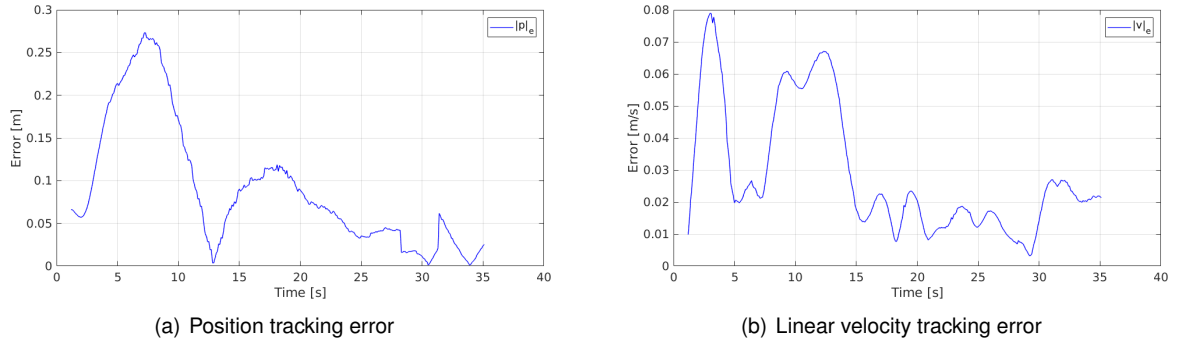 0.3
0.25
0.2
0.15
0.1
0.05
0
Error [m]
0 5 10 15 20 25 30 35 40
Time [s]
|p|e
(a) Position tracking error
0.08
0.07
0.06
0.05
0.04
0.03
0.02
0.01
0
Error [m/s]
0 5 10 15 20 25 30 35 40
Time [s]
|v|e
(b) Linear velocity tracking error